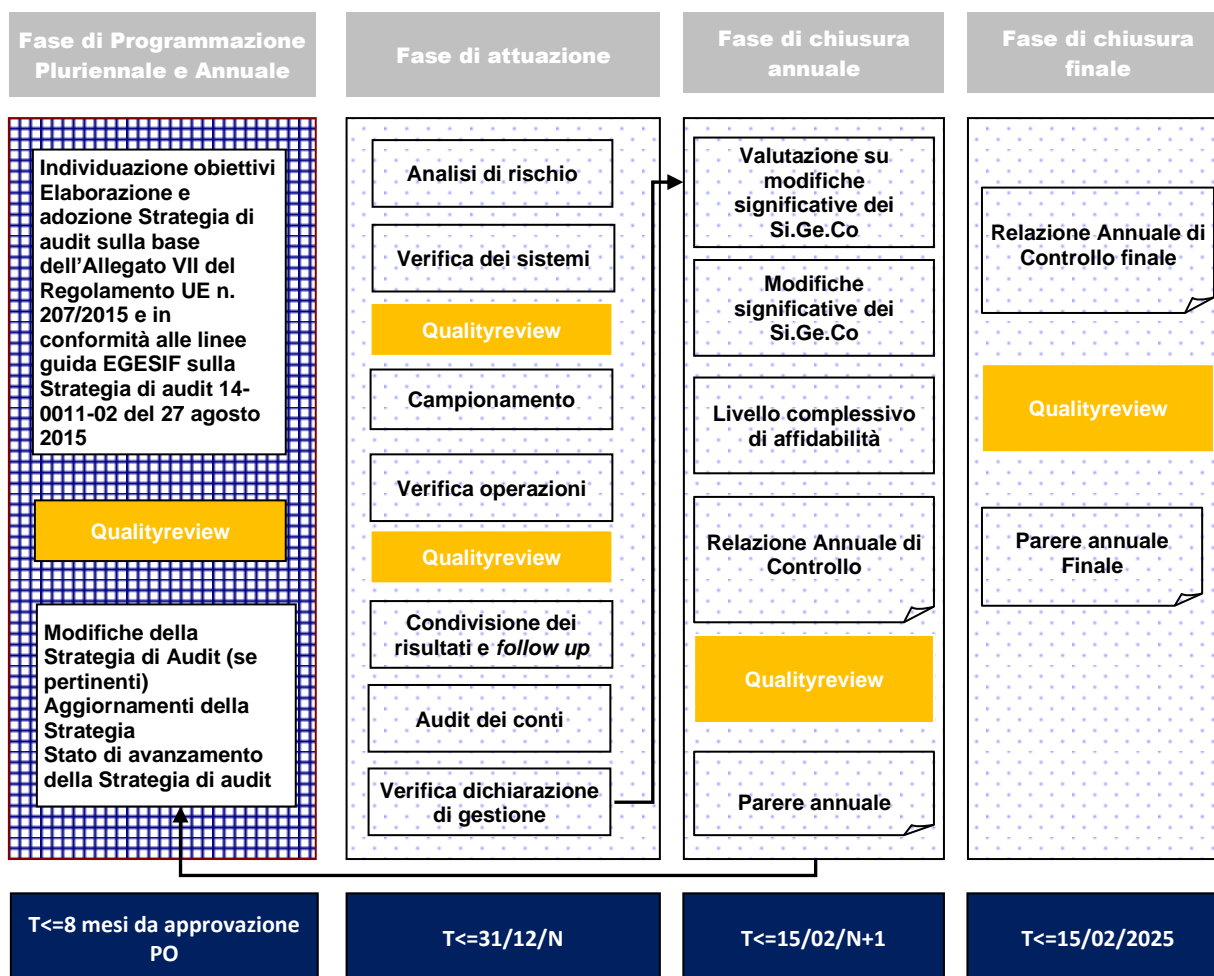 Fase di Programmazione
Pluriennale e Annuale
Fase di attuazione
Fase di chiusura
annuale
Fase di chiusura
finale
Individuazione obiettivi
Elaborazione e
adozione Strategia di
audit sulla base
dell'Allegato VII del
Regolamento UE n.
207/2015 e in
conformità alle linee
guida EGESIF sulla
Strategia di audit 14-
0011-02 del 27 agosto
2015
Qualityreview
Modifiche della
Strategia di Audit (se
pertinenti)
Aggiornamenti della
Strategia
Stato di avanzamento
della Strategia di audit
Analisi di rischio
Verifica dei sistemi
Qualityreview
Campionamento
Verifica operazioni
Qualityreview
Condivisione dei
risultati e follow up
Audit dei conti
Verifica dichiarazione
di gestione
Valutazione su
modifiche
significative dei
Si.Ge.Co
Modifiche
significative dei
Si.Ge.Co
Livello complessivo
di affidabilità
Relazione Annuale di
Controllo
Qualityreview
Parere annuale
Relazione Annuale di
Controllo finale
Qualityreview
Parere annuale
Finale
T<=8 mesi da approvazione
PO
T<=31/12/N
T<=15/02/N+1
T<=15/02/2025